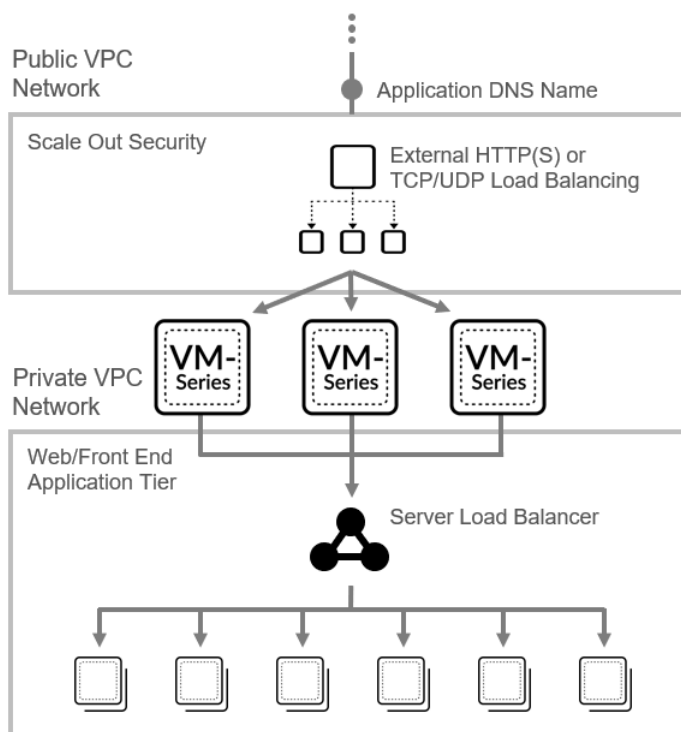 Public VPC
Network
Application DNS Name
Scale Out Security
External HTTP(S) or
TCP/UDP Load Balancing
VM-
Series
VM-
Series
VM-
Series
Private VPC
Network
Web/Front End
Application Tier
Server Load Balancer